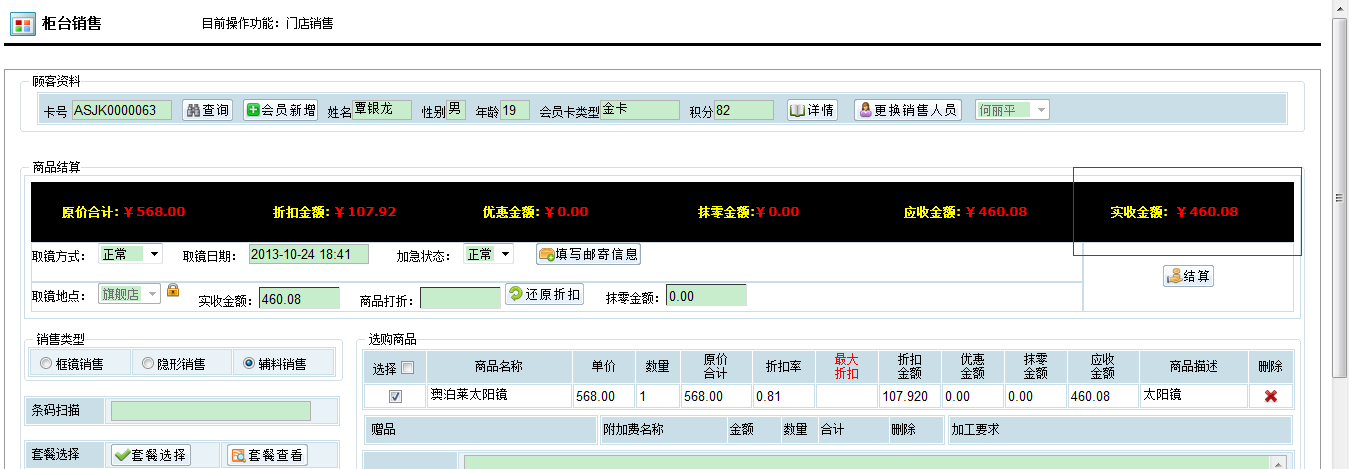 柜台销售 目前操作功能：门店销售
顾客资料
卡号 ASJK0000063 查询 会员新增 姓名 覃银龙 性别 男 年龄 19 会员卡类型 金卡 积分 82 详情 更换销售人员 何丽平
商品结算
原价合计：￥568.00 折扣金额：￥107.92 优惠金额：￥0.00 抹零金额：￥0.00 应收金额：￥460.08 实收金额：￥460.08
取镜方式： 正常 取镜日期： 2013-10-24 18:41 加急状态： 正常 填写邮寄信息
结算
取镜地点： 旗舰店 实收金额： 460.08 商品打折： 还原折扣 抹零金额： 0.00
销售类型
框镜销售 隐形销售 辅料销售
条码扫描
套餐选择 套餐选择 套餐查看
选购商品
选择 商品名称 单价 数量 原价合计 折扣率 最大折扣 折扣金额 优惠金额 抹零金额 应收金额 商品描述 删除
澳泊莱太阳镜 568.00 1 568.00 0.81 107.920 0.00 0.00 460.08 太阳镜
赠品 附加费名称 金额 数量 合计 删除 加工要求